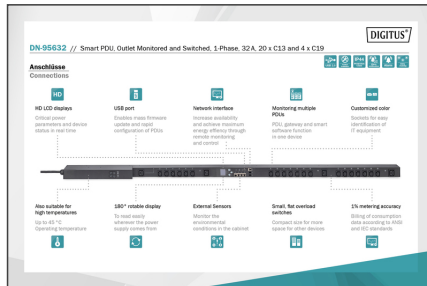 DIGITUS®
DN-95632 // Smart PDU, Outlet Monitored and Switched, 1-Phase, 32 A, 20 x C13 and 4 x C19
Anschlüsse
Connections
HD
HD LCD displays
Critical power
parameters and device
status in real time
USB port
Enables mass firmware
update and rapid
configuration of PDUs
Network interface
Increase availability
and achieve maximum
energy effiency through
remote monitoring
and control
Monitoring multiple
PDUs
PDU, gateway and smart
software function
in one device
Customized color
Sockets for easy
identification of
IT equipment
Also suitable for
high temperatures
Up to 45 °C
Operating temperature
180° rotable display
To read easily
wherever the power
supply comes from
External Sensors
Monitor the
environmental
conditions in the cabinet
Small, flat overload
switches
Compact size for more
space for other devices
1% metering accuracy
Billing of consumption
data according to ANSI
and IEC standards